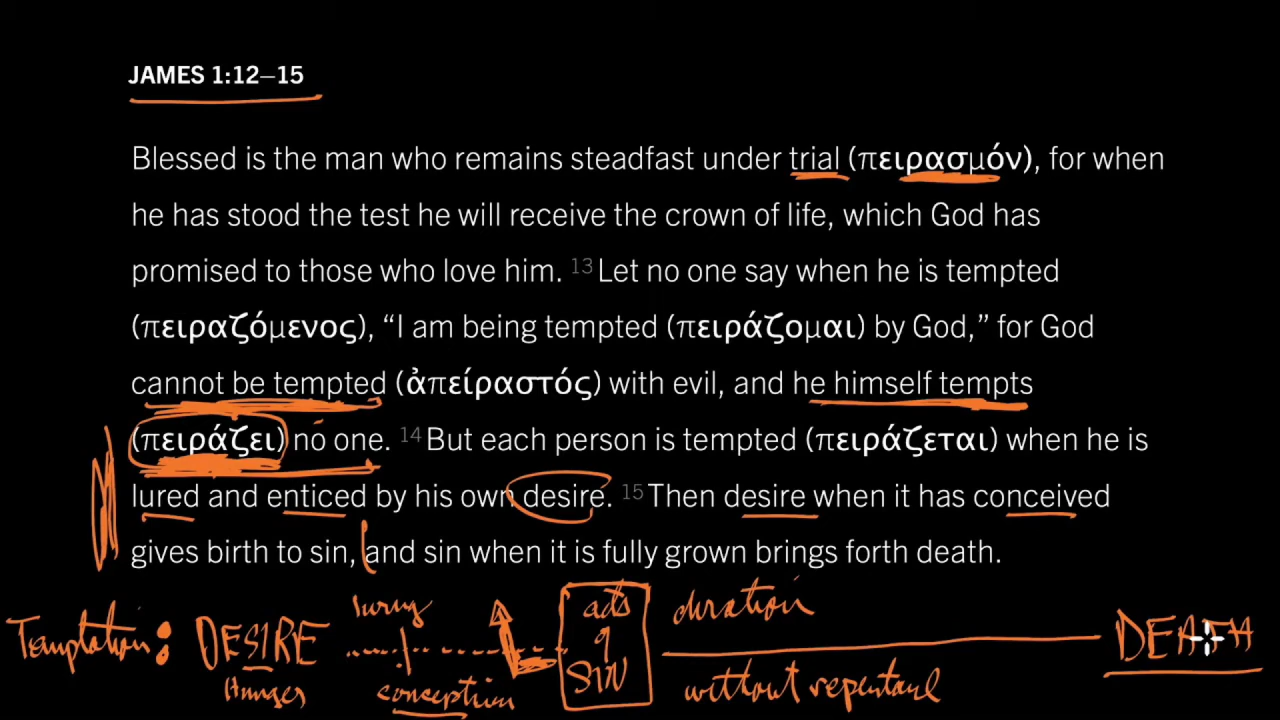 JAMES 1:12–15
Blessed is the man who remains steadfast under trial (πειρασμόν), for when
he has stood the test he will receive the crown of life, which God has
promised to those who love him. 13 Let no one say when he is tempted
(πειραζόμενος), “I am being tempted (πειράζομαι) by God,” for God
cannot be tempted (ἀπείραστός) with evil, and he himself tempts
(πειράζει) no one. 14 But each person is tempted (πειράζεται) when he is
lured and enticed by his own desire. 15 Then desire when it has conceived
gives birth to sin, and sin when it is fully grown brings forth death.
Temptation: DESIRE
Hunger
luring
conception
acts
of
SIN
duration
without repentance
DEATH